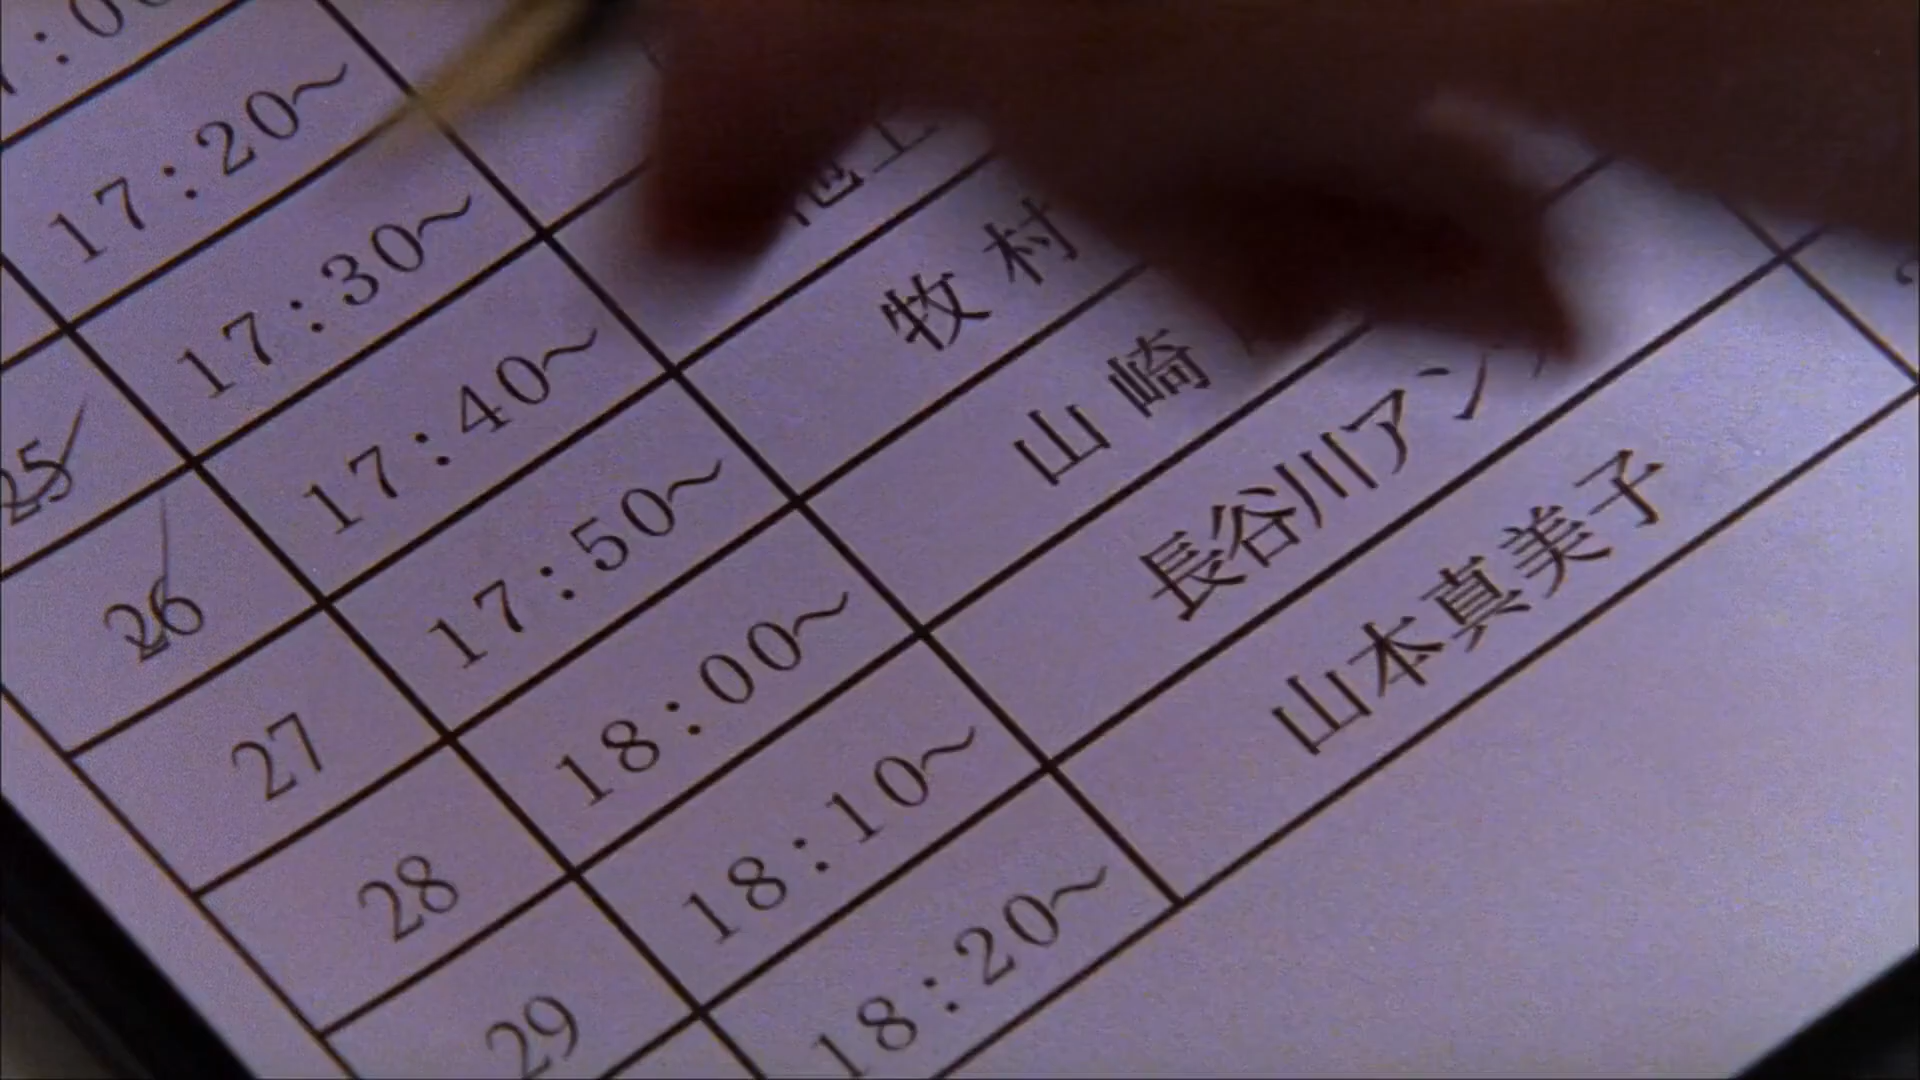 17:20～
25 17:30～
26 17:40～
27 17:50～ 牧村
28 18:00～ 山崎
29 18:10～ 長谷川アン
18:20～ 山本真美子